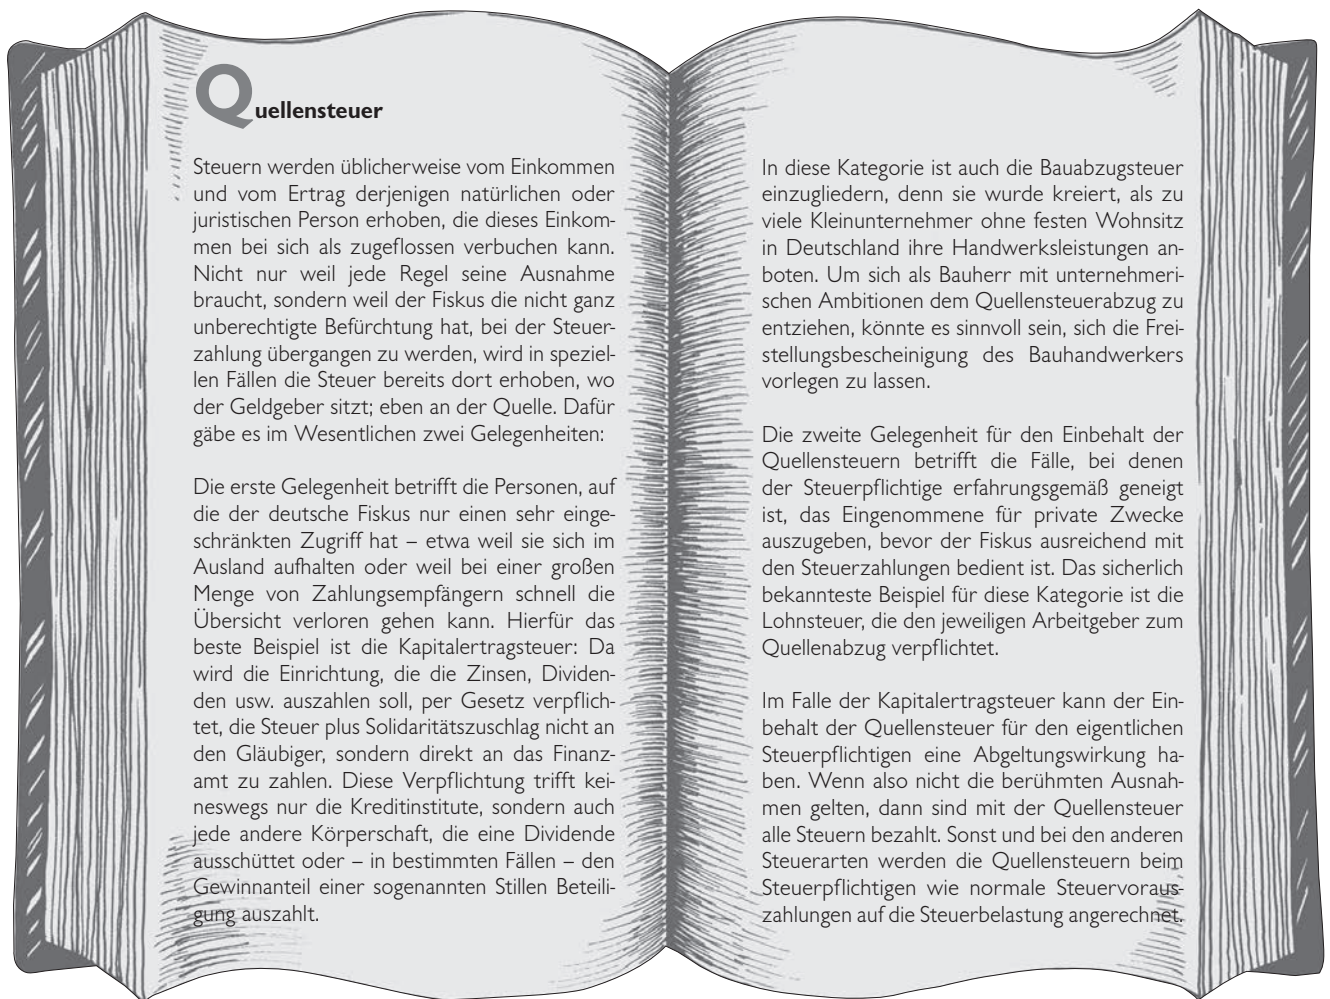 Quellensteuer
Steuern werden üblicherweise vom Einkommen
und vom Ertrag derjenigen natürlichen oder
juristischen Person erhoben, die dieses Einkom-
men bei sich als zugeflossen verbuchen kann.
Nicht nur weil jede Regel seine Ausnahme
braucht, sondern weil der Fiskus die nicht ganz
unberechtigte Befürchtung hat, bei der Steuer-
zahlung übergangen zu werden, wird in speziel-
len Fällen die Steuer bereits dort erhoben, wo
der Geldgeber sitzt; eben an der Quelle. Dafür
gäbe es im Wesentlichen zwei Gelegenheiten:
Die erste Gelegenheit betrifft die Personen, auf
die der deutsche Fiskus nur einen sehr einge-
schränkten Zugriff hat – etwa weil sie sich im
Ausland aufhalten oder weil bei einer großen
Menge von Zahlungsempfängern schnell die
Übersicht verloren gehen kann. Hierfür das
beste Beispiel ist die Kapitalertragsteuer: Da
wird die Einrichtung, die die Zinsen, Dividen-
den usw. auszahlen soll, per Gesetz verpflich-
tet, die Steuer plus Solidaritätszuschlag nicht an
den Gläubiger, sondern direkt an das Finanz-
amt zu zahlen. Diese Verpflichtung trifft kei-
neswegs nur die Kreditinstitute, sondern auch
jede andere Körperschaft, die eine Dividende
ausschüttet oder – in bestimmten Fällen – den
Gewinnanteil einer sogenannten Stillen Beteili-
gung auszahlt.
In diese Kategorie ist auch die Bauabzugsteuer
einzugliedern, denn sie wurde kreiert, als zu
viele Kleinunternehmer ohne festen Wohnsitz
in Deutschland ihre Handwerksleistungen an-
boten. Um sich als Bauherr mit unternehmeri-
schen Ambitionen dem Quellensteuerabzug zu
entziehen, könnte es sinnvoll sein, sich die Frei-
stellungsbescheinigung des Bauhandwerkers
vorlegen zu lassen.
Die zweite Gelegenheit für den Einbehalt der
Quellensteuern betrifft die Fälle, bei denen
der Steuerpflichtige erfahrungsgemäß geneigt
ist, das Eingenommene für private Zwecke
auszugeben, bevor der Fiskus ausreichend mit
den Steuerzahlungen bedient ist. Das sicherlich
bekannteste Beispiel für diese Kategorie ist die
Lohnsteuer, die den jeweiligen Arbeitgeber zum
Quellenabzug verpflichtet.
Im Falle der Kapitalertragsteuer kann der Ein-
behalt der Quellensteuer für den eigentlichen
Steuerpflichtigen eine Abgeltungswirkung ha-
ben. Wenn also nicht die berühmten Ausnah-
men gelten, dann sind mit der Quellensteuer
alle Steuern bezahlt. Sonst und bei den anderen
Steuerarten werden die Quellensteuern beim
Steuerpflichtigen wie normale Steuervoraus-
zahlungen auf die Steuerbelastung angerechnet.